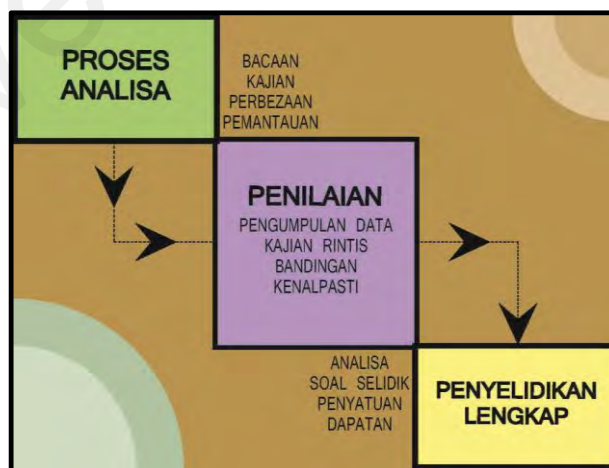 PROSES
ANALISA
BACAAN
KAJIAN
PERBEZAAN
PEMANTAUAN
PENILAIAN
PENGUMPULAN DATA
KAJIAN RINTIS
BANDINGAN
KENALPASTI
ANALISA
SOAL SELIDIK
PENYATUAN
DAPATAN
PENYELIDIKAN
LENGKAP